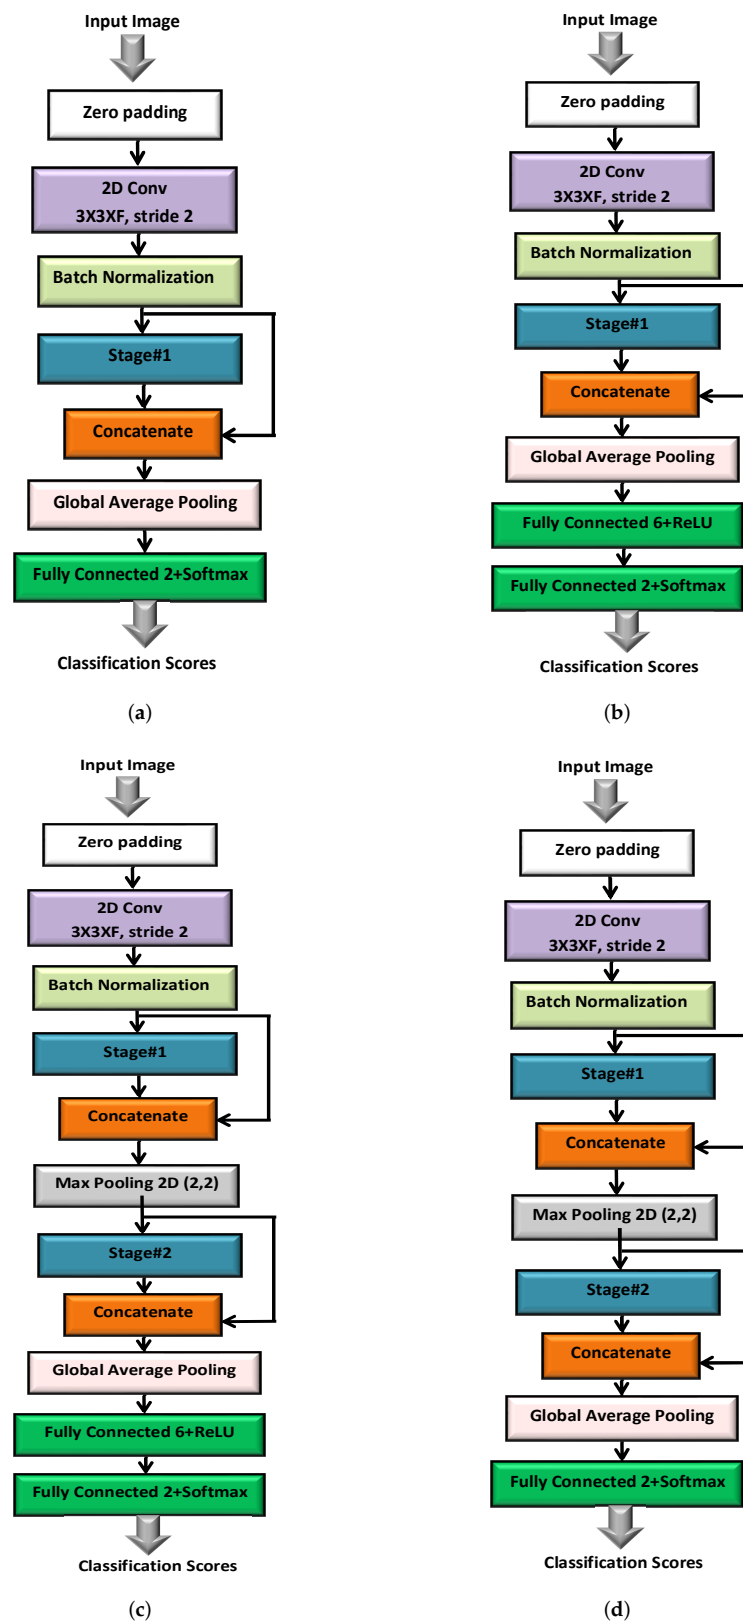 Input Image
Zero padding
2D Conv
3X3XF, stride 2
Batch Normalization
Stage#1
Concatenate
Global Average Pooling
Fully Connected 2+Softmax
Classification Scores
(a)
Input Image
Zero padding
2D Conv
3X3XF, stride 2
Batch Normalization
Stage#1
Concatenate
Global Average Pooling
Fully Connected 6+ReLU
Fully Connected 2+Softmax
Classification Scores
(b)
Input Image
Zero padding
2D Conv
3X3XF, stride 2
Batch Normalization
Stage#1
Concatenate
Max Pooling 2D (2,2)
Stage#2
Concatenate
Global Average Pooling
Fully Connected 6+ReLU
Fully Connected 2+Softmax
Classification Scores
(c)
Input Image
Zero padding
2D Conv
3X3XF, stride 2
Batch Normalization
Stage#1
Concatenate
Max Pooling 2D (2,2)
Stage#2
Concatenate
Global Average Pooling
Fully Connected 2+Softmax
Classification Scores
(d)